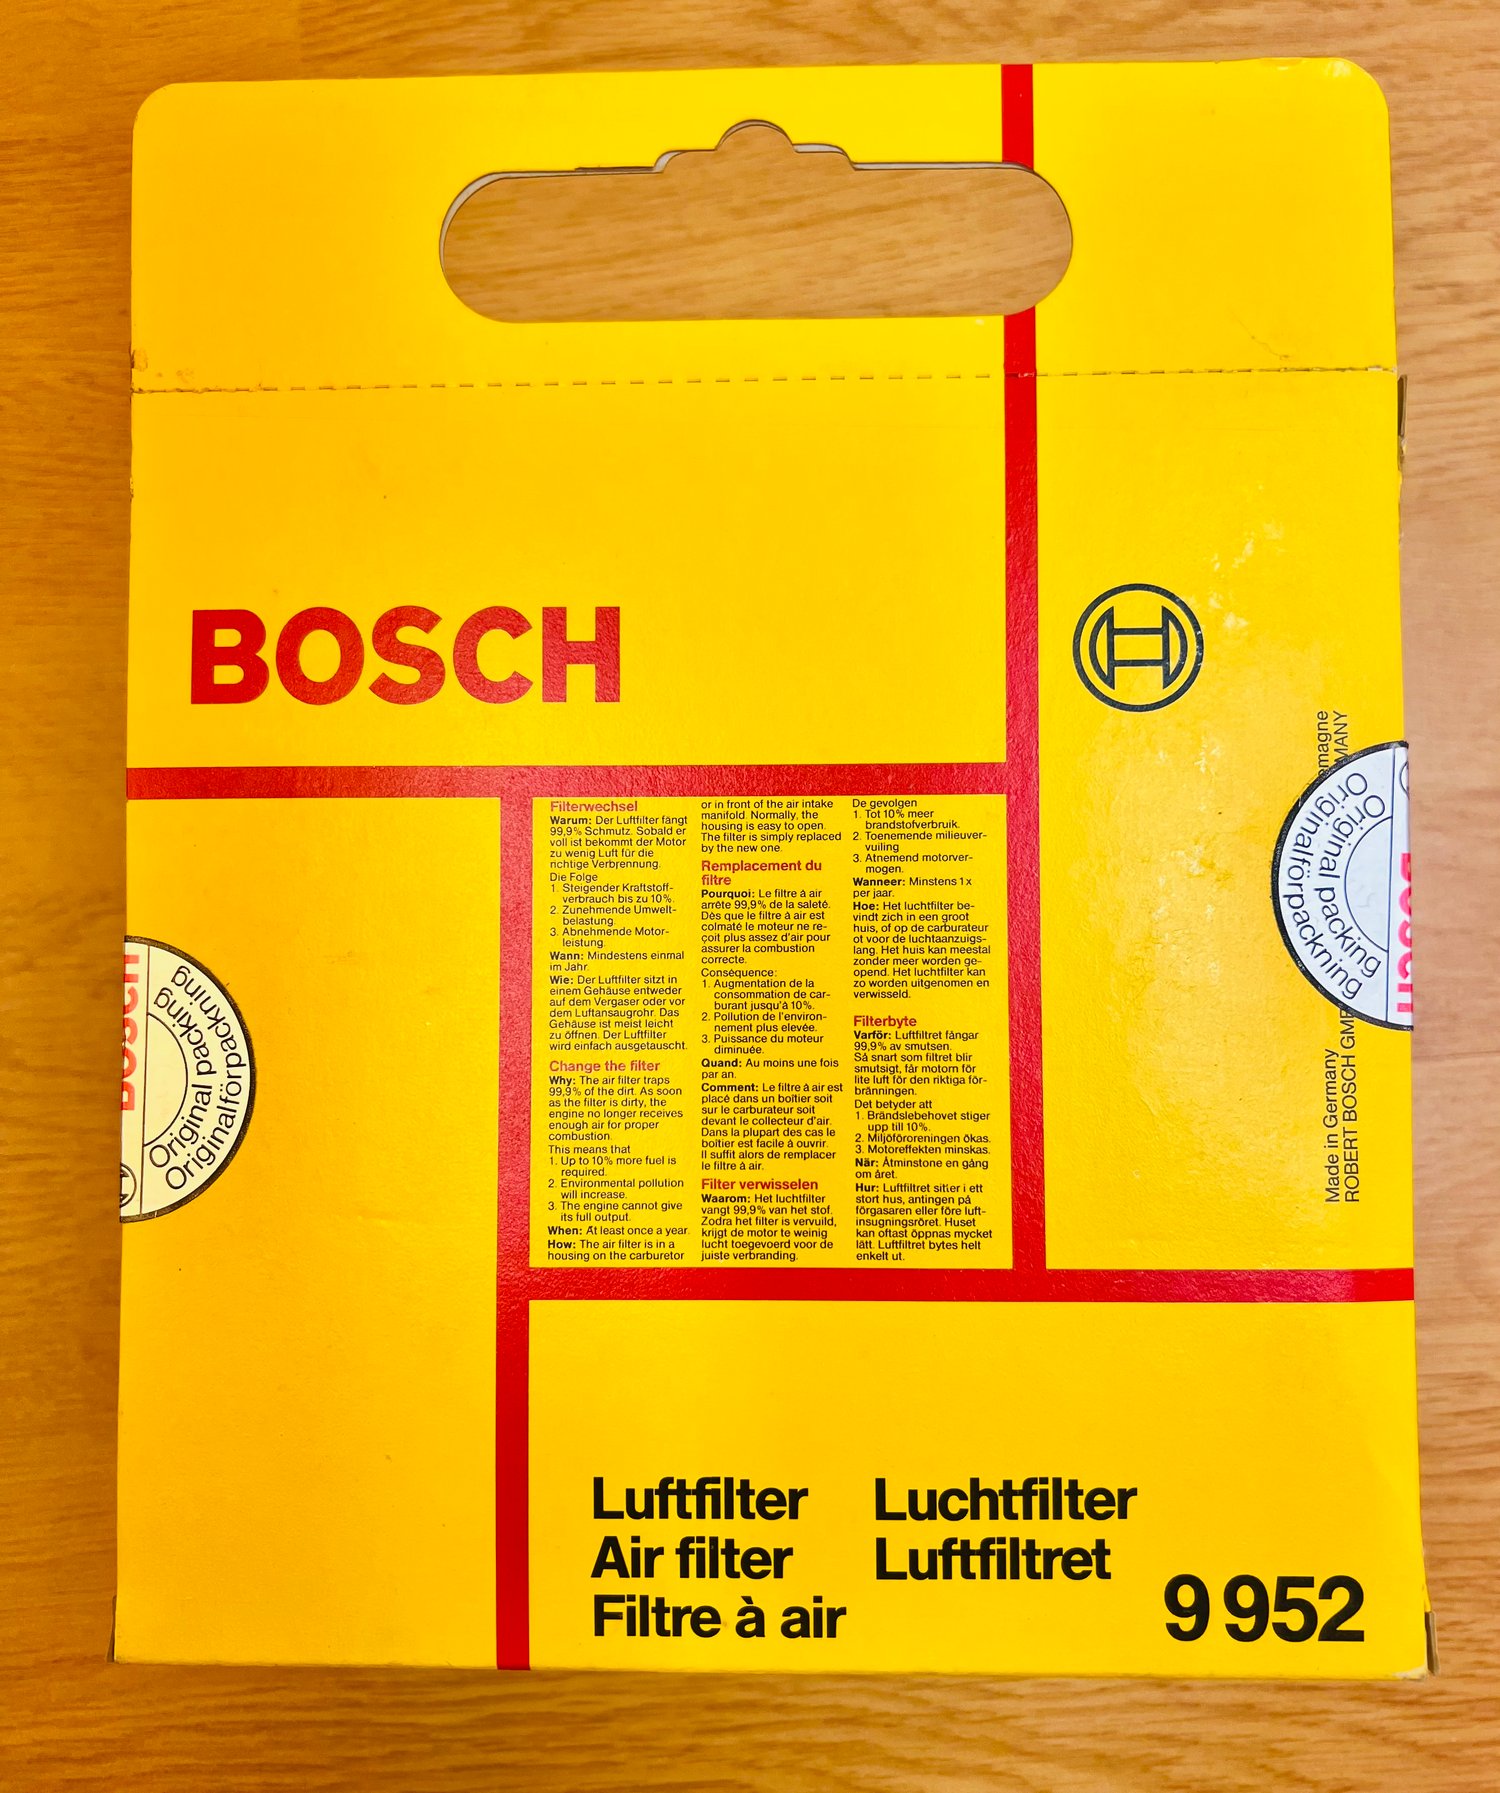 BOSCH
Filterwechsel
Warum: Der Luftfilter fängt
99,9% Schmutz. Sobald er
voll ist bekommt der Motor
zu wenig Luft für die
richtige Verbrennung.
Die Folge
1. Steigender Kraftstoff-
verbrauch bis zu 10%.
2. Zunehmende Umwelt-
belastung.
3. Abnehmende Motor-
leistung.
Wann: Mindestens einmal
im Jahr.
Wie: Der Luftfilter sitzt in
einem Gehäuse entweder
auf dem Vergaser oder vor
dem Luftansaugrohr. Das
Gehäuse ist meist leicht
zu öffnen. Der Luftfilter
wird einfach ausgetauscht.
Change the filter
Why: The air filter traps
99,9% of the dirt. As soon
as the filter is dirty, the
engine no longer receives
enough air for proper
combustion.
This means that
1. Up to 10% more fuel is
required.
2. Environmental pollution
will increase.
3. The engine cannot give
its full output.
When: At least once a year.
How: The air filter is in a
housing on the carburetor
or in front of the air intake
manifold. Normally, the
housing is easy to open.
The filter is simply replaced
by the new one.
Remplacement du
filtre
Pourquoi: Le filtre à air
arrête 99,9% de la saleté.
Dès que le filtre à air est
colmaté le moteur ne re-
çoit plus assez d'air pour
assurer la combustion
correcte.
Conséquence:
1. Augmentation de la
consommation de car-
burant jusqu'à 10%.
2. Pollution de l'environ-
nement plus elevée.
3. Puissance du moteur
diminuée.
Quand: Au moins une fois
par an.
Comment: Le filtre à air est
placé dans un boîtier soit
sur le carburateur soit
devant le collecteur d'air.
Dans la plupart des cas le
boîtier est facile à ouvrir.
Il suffit alors de remplacer
le filtre à air.
Filter verwisselen
Waarom: Het luchtfilter
vangt 99,9% van het stof.
Zodra het filter is vervuild,
krijgt de motor te weinig
lucht toegevoerd voor de
juiste verbranding.
De gevolgen
1. Tot 10% meer
brandstofverbruik.
2. Toenemende milieuver-
vuiling
3. Atnemend motorver-
mogen.
Wanneer: Minstens 1x
per jaar.
Hoe: Het luchtfilter be-
vindt zich in een groot
huis, of op de carburateur
ot voor de luchtaanzuigs-
lang. Het huis kan meestal
zonder meer worden ge-
opend. Het luchtfilter kan
zo worden uitgenomen en
verwisseld.
Filterbyte
Varför: Luftfiltret fångar
99,9% av smutsen.
Så snart som filtret blir
smutsigt, får motorn för
lite luft för den riktiga för-
bränningen.
Det betyder att
1. Brändslebehovet stiger
upp till 10%.
2. Miljöföroreningen ökas.
3. Motoreffekten minskas.
När: Åtminstone en gång
om året.
Hur: Luftfiltret sitter i ett
stort hus, antingen på
förgasaren eller före luft-
insugningsröret. Huset
kan oftast öppnas mycket
lätt. Luftfiltret bytes helt
enkelt ut.
BOSCH
Original packing
Originalförpackning
BOSCH
Original packing
Originalförpackning
Made in Germany
ROBERT BOSCH
Luftfilter
Air filter
Filtre à air
Luchtfilter
Luftfiltret
9 952